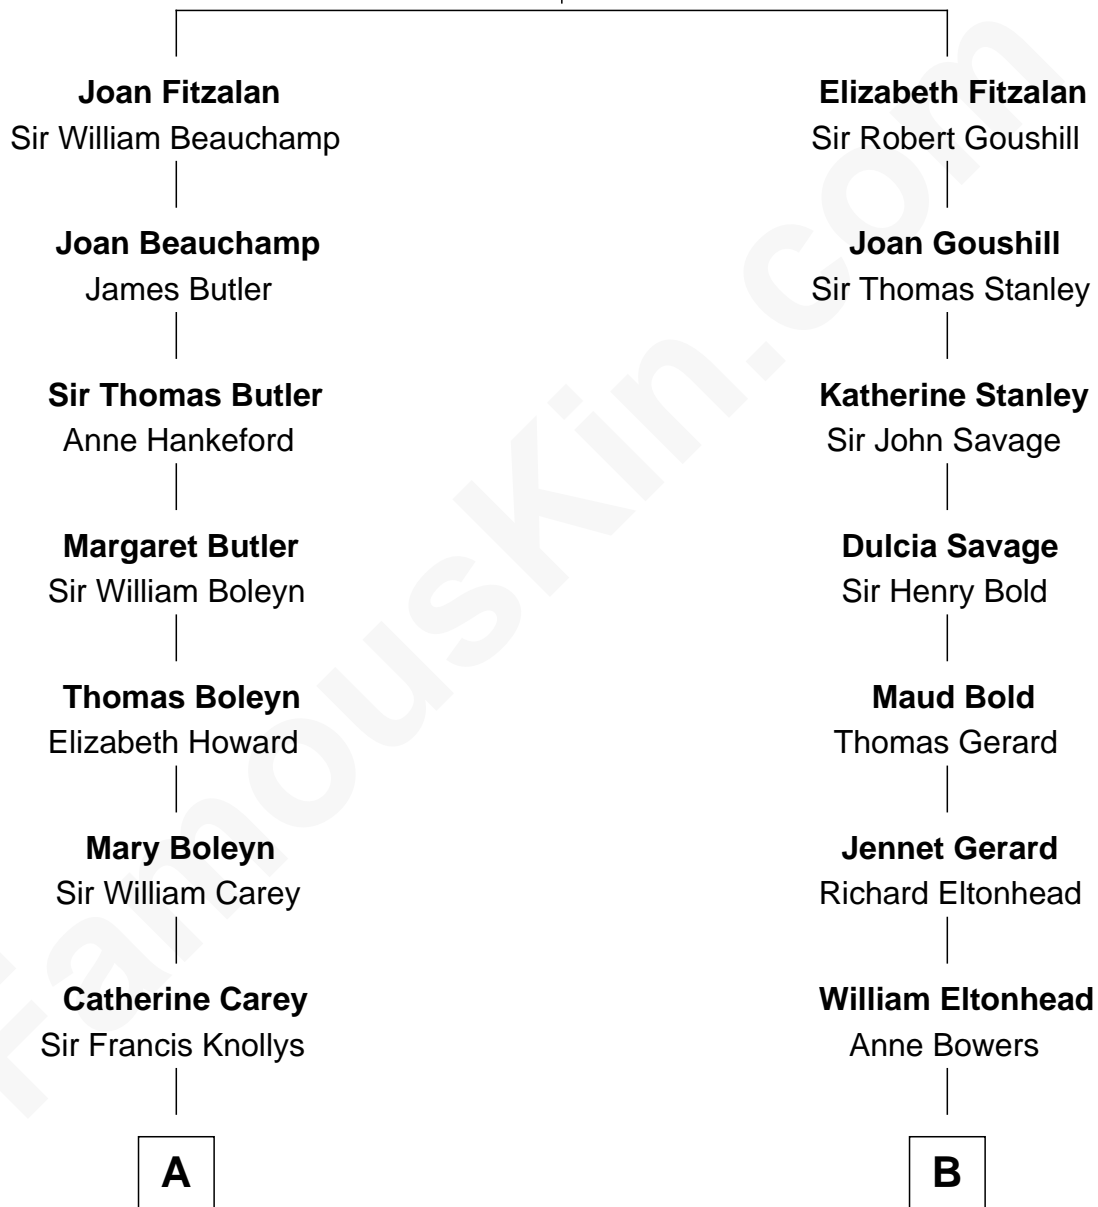 Joan Fitzalan
Sir William Beauchamp
Elizabeth Fitzalan
Sir Robert Goushill
Joan Beauchamp
James Butler
Joan Goushill
Sir Thomas Stanley
Sir Thomas Butler
Anne Hankeford
Katherine Stanley
Sir John Savage
Margaret Butler
Sir William Boleyn
Dulcia Savage
Sir Henry Bold
Thomas Boleyn
Elizabeth Howard
Maud Bold
Thomas Gerard
Mary Boleyn
Sir William Carey
Jennet Gerard
Richard Eltonhead
Catherine Carey
Sir Francis Knollys
William Eltonhead
Anne Bowers
A
B
FamousKin.com